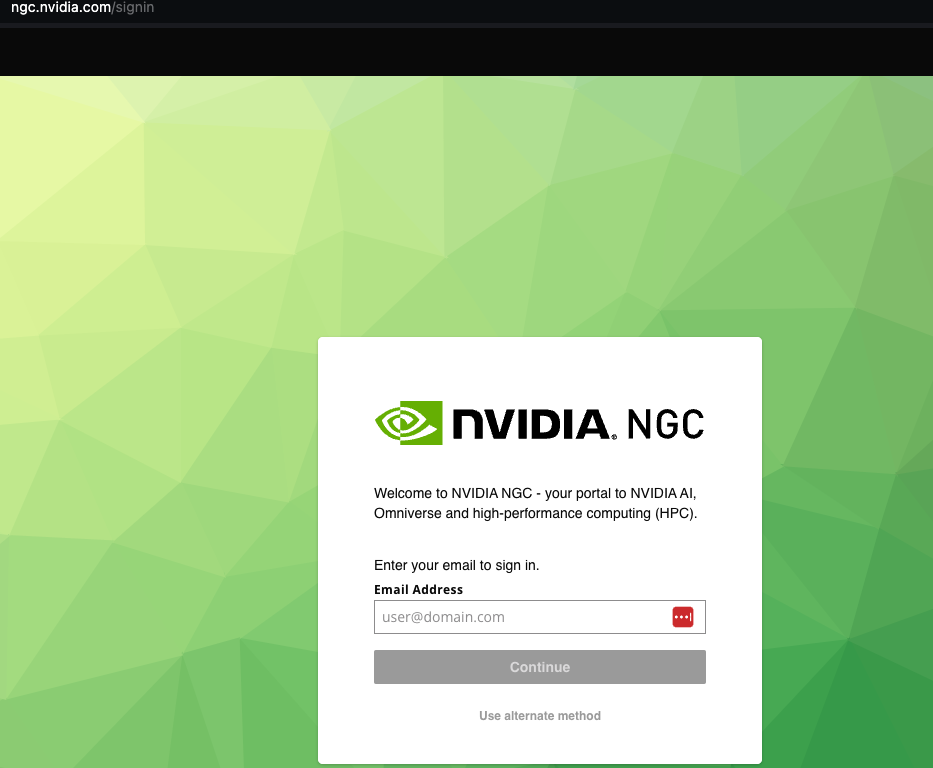 ngc.nvidia.com/signin
NVIDIA. NGC
Welcome to NVIDIA NGC - your portal to NVIDIA AI,
Omniverse and high-performance computing (HPC).
Enter your email to sign in.
Email Address
user@domain.com
Continue
Use alternate method